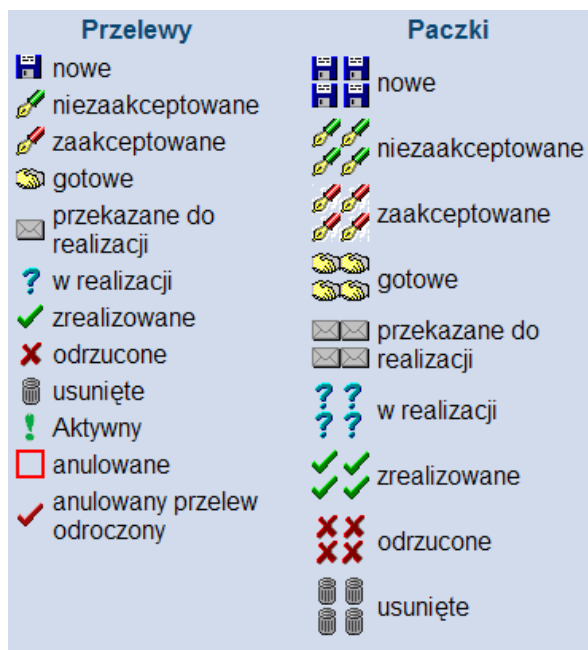 Przelewy
nowe
niezaakceptowane
zaakceptowane
gotowe
przekazane do
realizacji
w realizacji
zrealizowane
odrzucone
usunięte
Aktywny
anulowane
anulowany przelew
odroczony
Paczki
nowe
niezaakceptowane
zaakceptowane
gotowe
przekazane do
realizacji
w realizacji
zrealizowane
odrzucone
usunięte